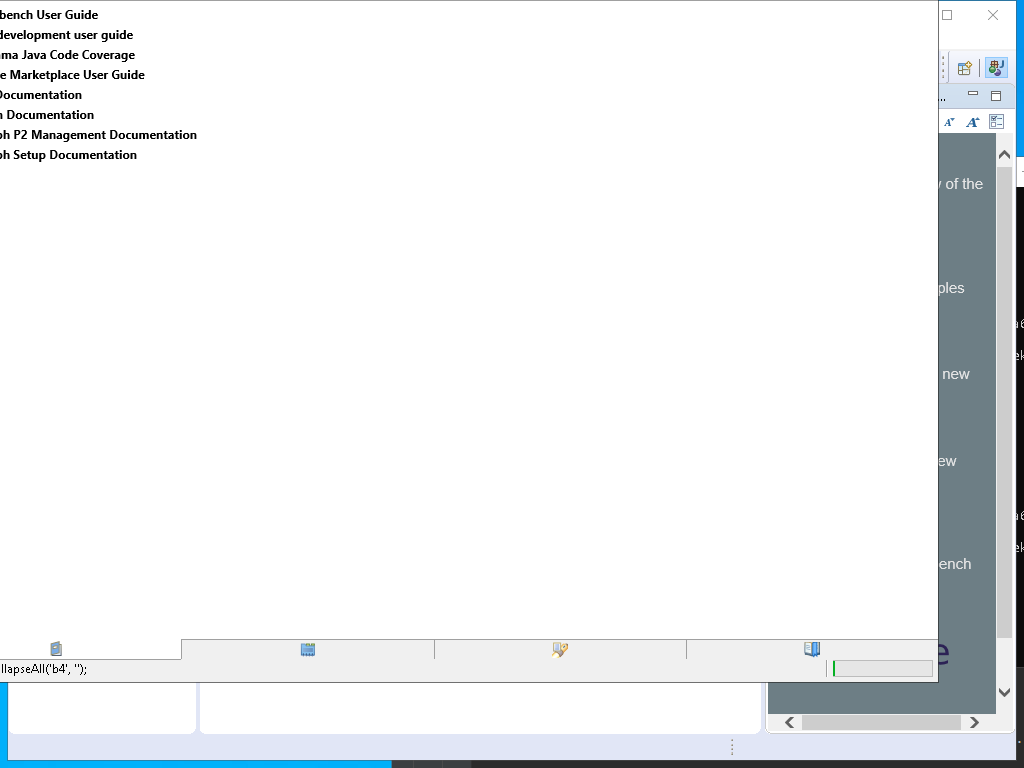 bench User Guide
development user guide
ma Java Code Coverage
e Marketplace User Guide
Documentation
n Documentation
ph P2 Management Documentation
ph Setup Documentation
...
of the
ples
new
ew
ench
e
llapseAll('b4', '');